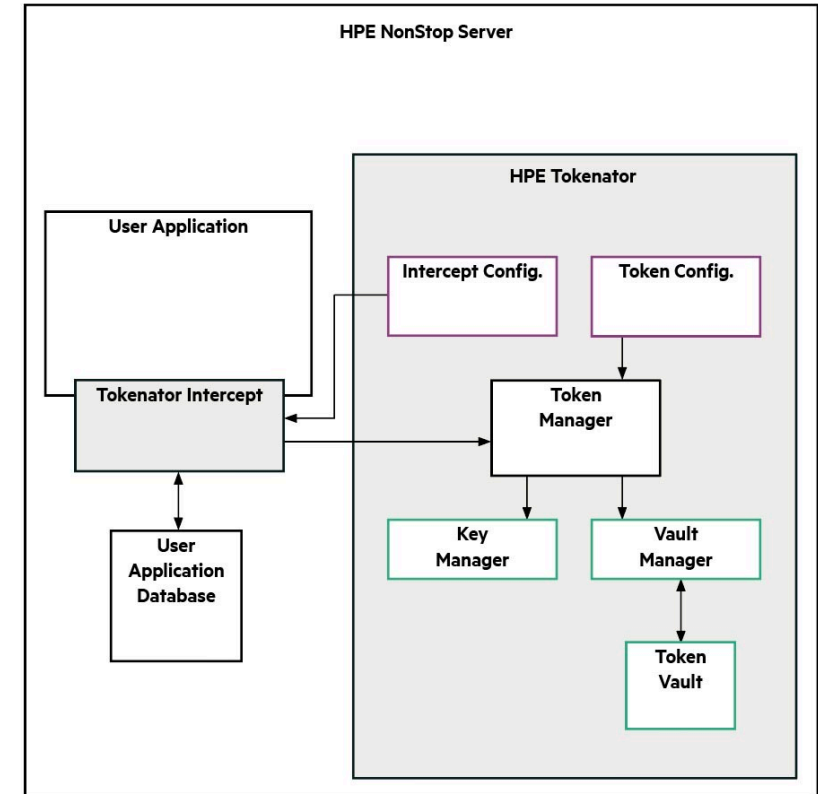 HPE NonStop Server
HPE Tokenator
User Application
Intercept Config.
Token Config.
Tokenator Intercept
Token
Manager
Key
Manager
Vault
Manager
User
Application
Database
Token
Vault